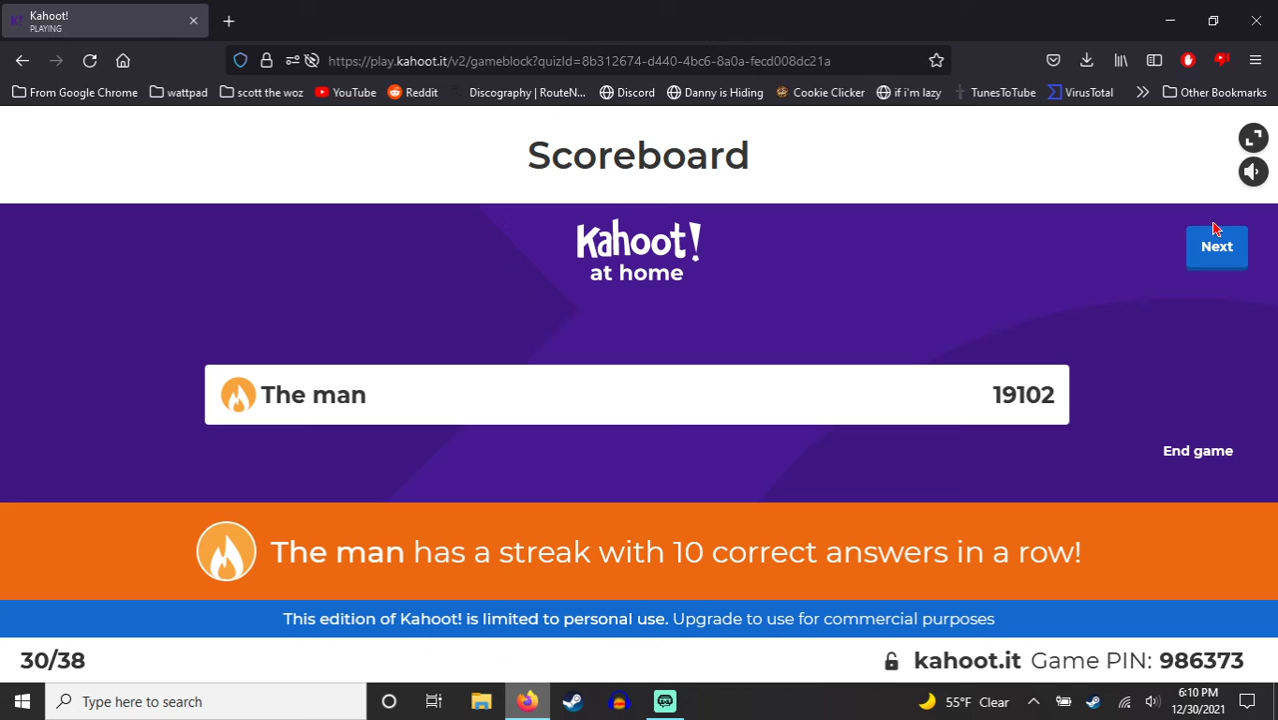 Kahoot!
PLAYING
https://play.kahoot.it/v2/gameblock?quizId=8b312674-d440-4bc6-8a0a-fecd008dc21a
From Google Chrome
wattpad
scott the woz
YouTube
Reddit
Discography | RouteN...
Discord
Danny is Hiding
Cookie Clicker
if i'm lazy
TunesToTube
VirusTotal
Other Bookmarks
Scoreboard
Kahoot!
at home
Next
The man 19102
End game
The man has a streak with 10 correct answers in a row!
This edition of Kahoot! is limited to personal use. Upgrade to use for commercial purposes
30/38
kahoot.it Game PIN: 986373
Type here to search
55°F Clear
6:10 PM
12/30/2021